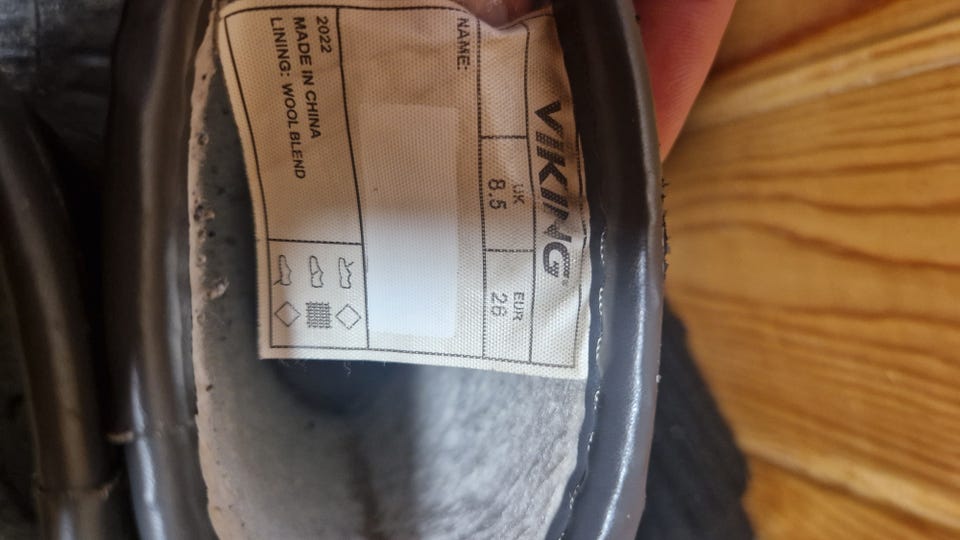 VIKING
UK
8.5
EUR
26
NAME:
2022
MADE IN CHINA
LINING: WOOL BLEND